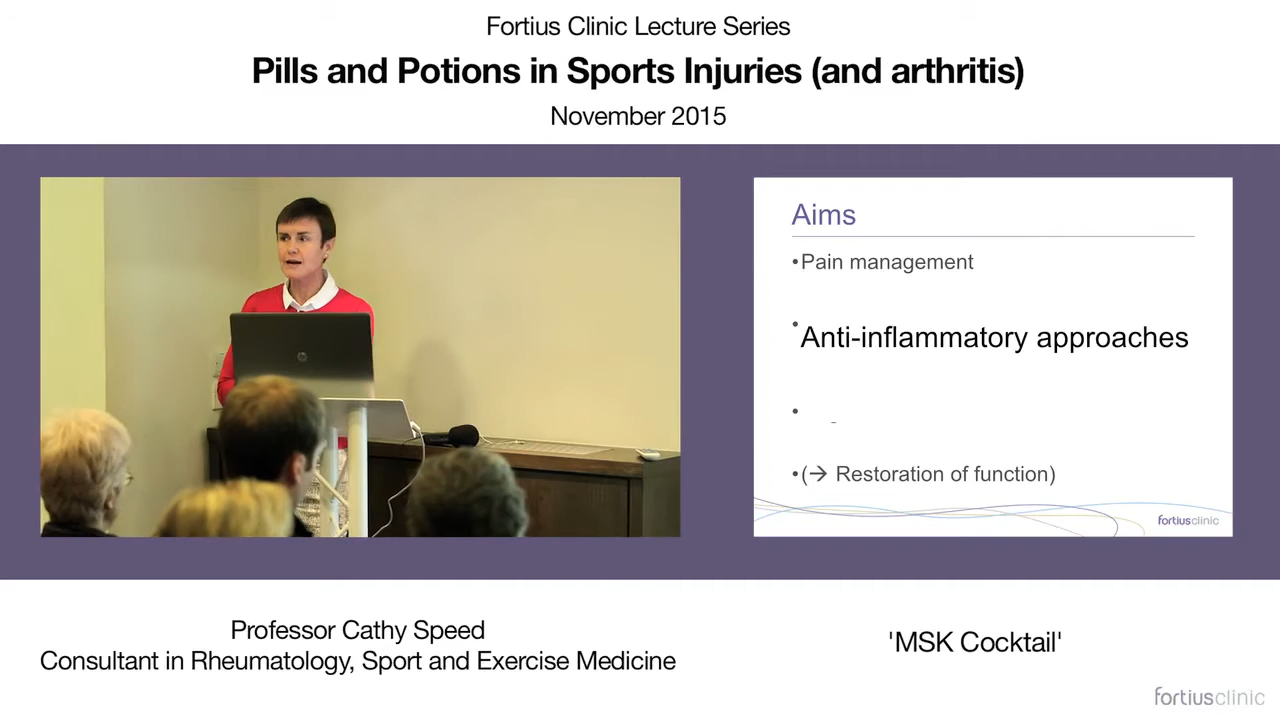 Fortius Clinic Lecture Series
Pills and Potions in Sports Injuries (and arthritis)
November 2015
Aims
•Pain management
•Anti-inflammatory approaches
•
•(→ Restoration of function)
fortiusclinic
Professor Cathy Speed
Consultant in Rheumatology, Sport and Exercise Medicine
'MSK Cocktail'
fortiusclinic